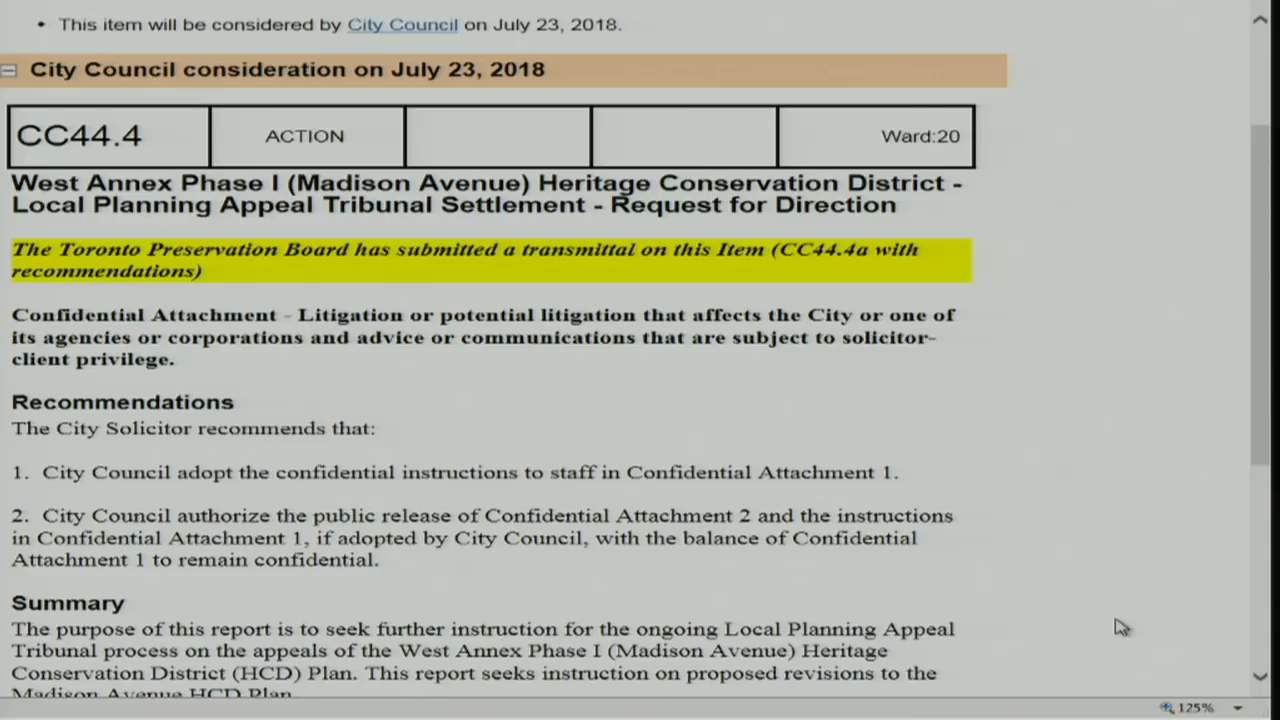 • This item will be considered by City Council on July 23, 2018.
City Council consideration on July 23, 2018
CC44.4 ACTION Ward:20
West Annex Phase I (Madison Avenue) Heritage Conservation District -
Local Planning Appeal Tribunal Settlement - Request for Direction
The Toronto Preservation Board has submitted a transmittal on this Item (CC44.4a with
recommendations)
Confidential Attachment - Litigation or potential litigation that affects the City or one of
its agencies or corporations and advice or communications that are subject to solicitor-
client privilege.
Recommendations
The City Solicitor recommends that:
1. City Council adopt the confidential instructions to staff in Confidential Attachment 1.
2. City Council authorize the public release of Confidential Attachment 2 and the instructions
in Confidential Attachment 1, if adopted by City Council, with the balance of Confidential
Attachment 1 to remain confidential.
Summary
The purpose of this report is to seek further instruction for the ongoing Local Planning Appeal
Tribunal process on the appeals of the West Annex Phase I (Madison Avenue) Heritage
Conservation District (HCD) Plan. This report seeks instruction on proposed revisions to the
Madison Avenue HCD Plan.
125%